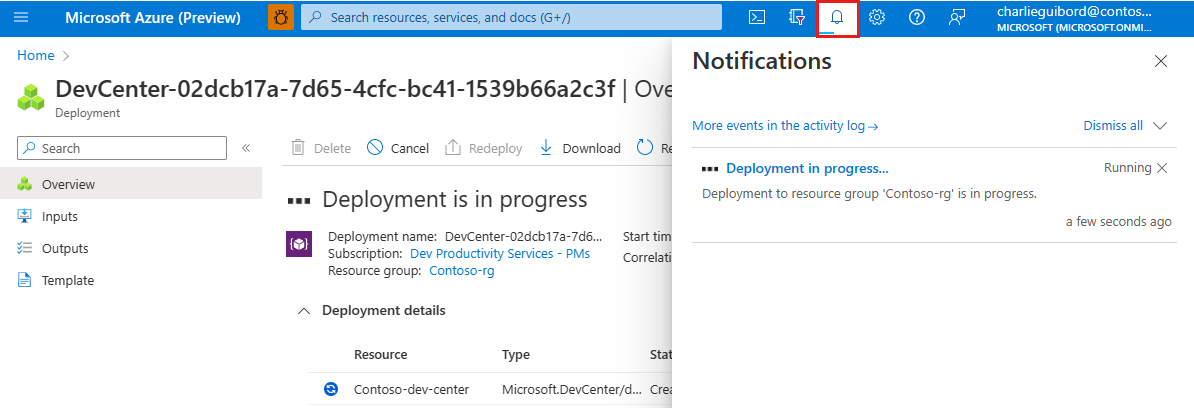 Microsoft Azure (Preview)
Search resources, services, and docs (G+/)
charlieguibord@contos...
MICROSOFT (MICROSOFT.ONMI...
Home
DevCenter-02dcb17a-7d65-4cfc-bc41-1539b66a2c3f | Ove
Deployment
Search
Overview
Inputs
Outputs
Template
Delete
Cancel
Redeploy
Download
Re
Deployment is in progress
Deployment name: DevCenter-02dcb17a-7d6...
Subscription: Dev Productivity Services - PMs
Resource group: Contoso-rg
Start tim
Correlati
Deployment details
Resource Type Stat
Contoso-dev-center Microsoft.DevCenter/d... Crea
Notifications
More events in the activity log→
Dismiss all
Deployment in progress...
Running
Deployment to resource group 'Contoso-rg' is in progress.
a few seconds ago